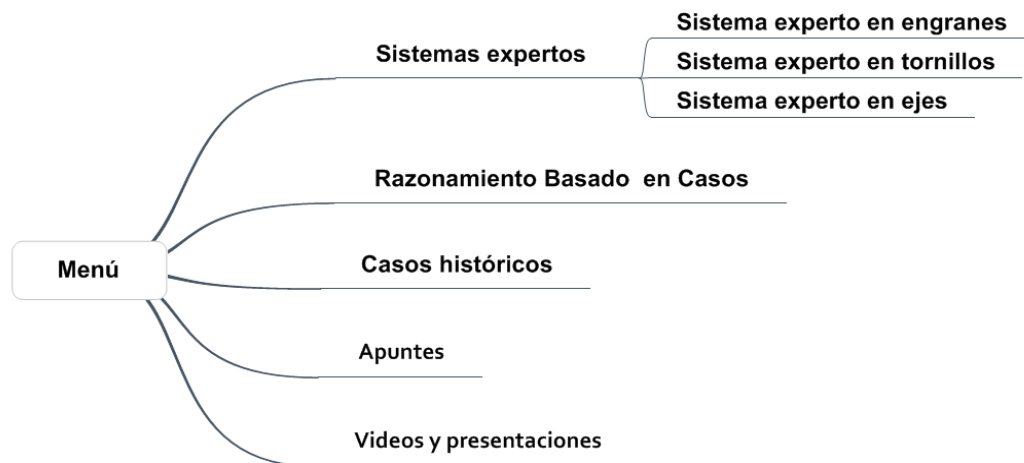 Sistema experto en engranes
Sistemas expertos
Sistema experto en tornillos
Sistema experto en ejes
Razonamiento Basado en Casos
Menú
Casos históricos
Apuntes
Videos y presentaciones